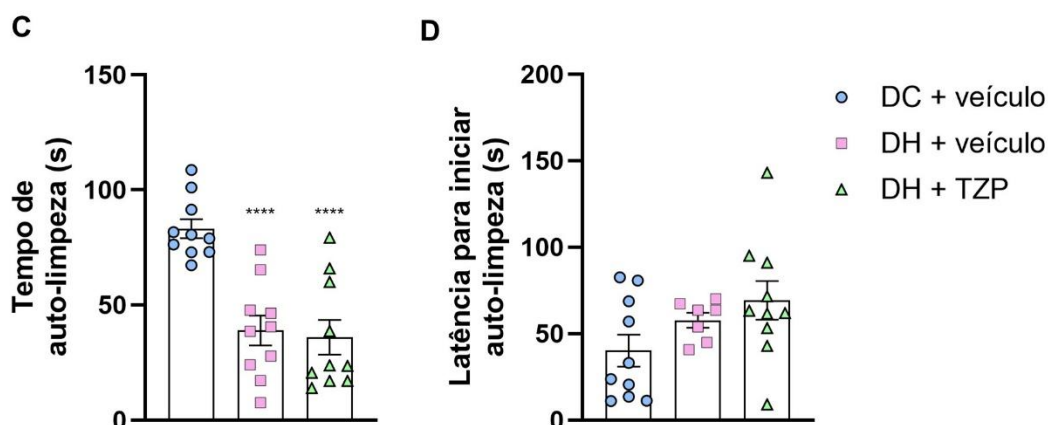 C
Tempo de
auto-limpeza (s)
150
100
50
0
****
****
D
Latência para iniciar
auto-limpeza (s)
200
150
100
50
0
DC + veículo
DH + veículo
DH + TZP